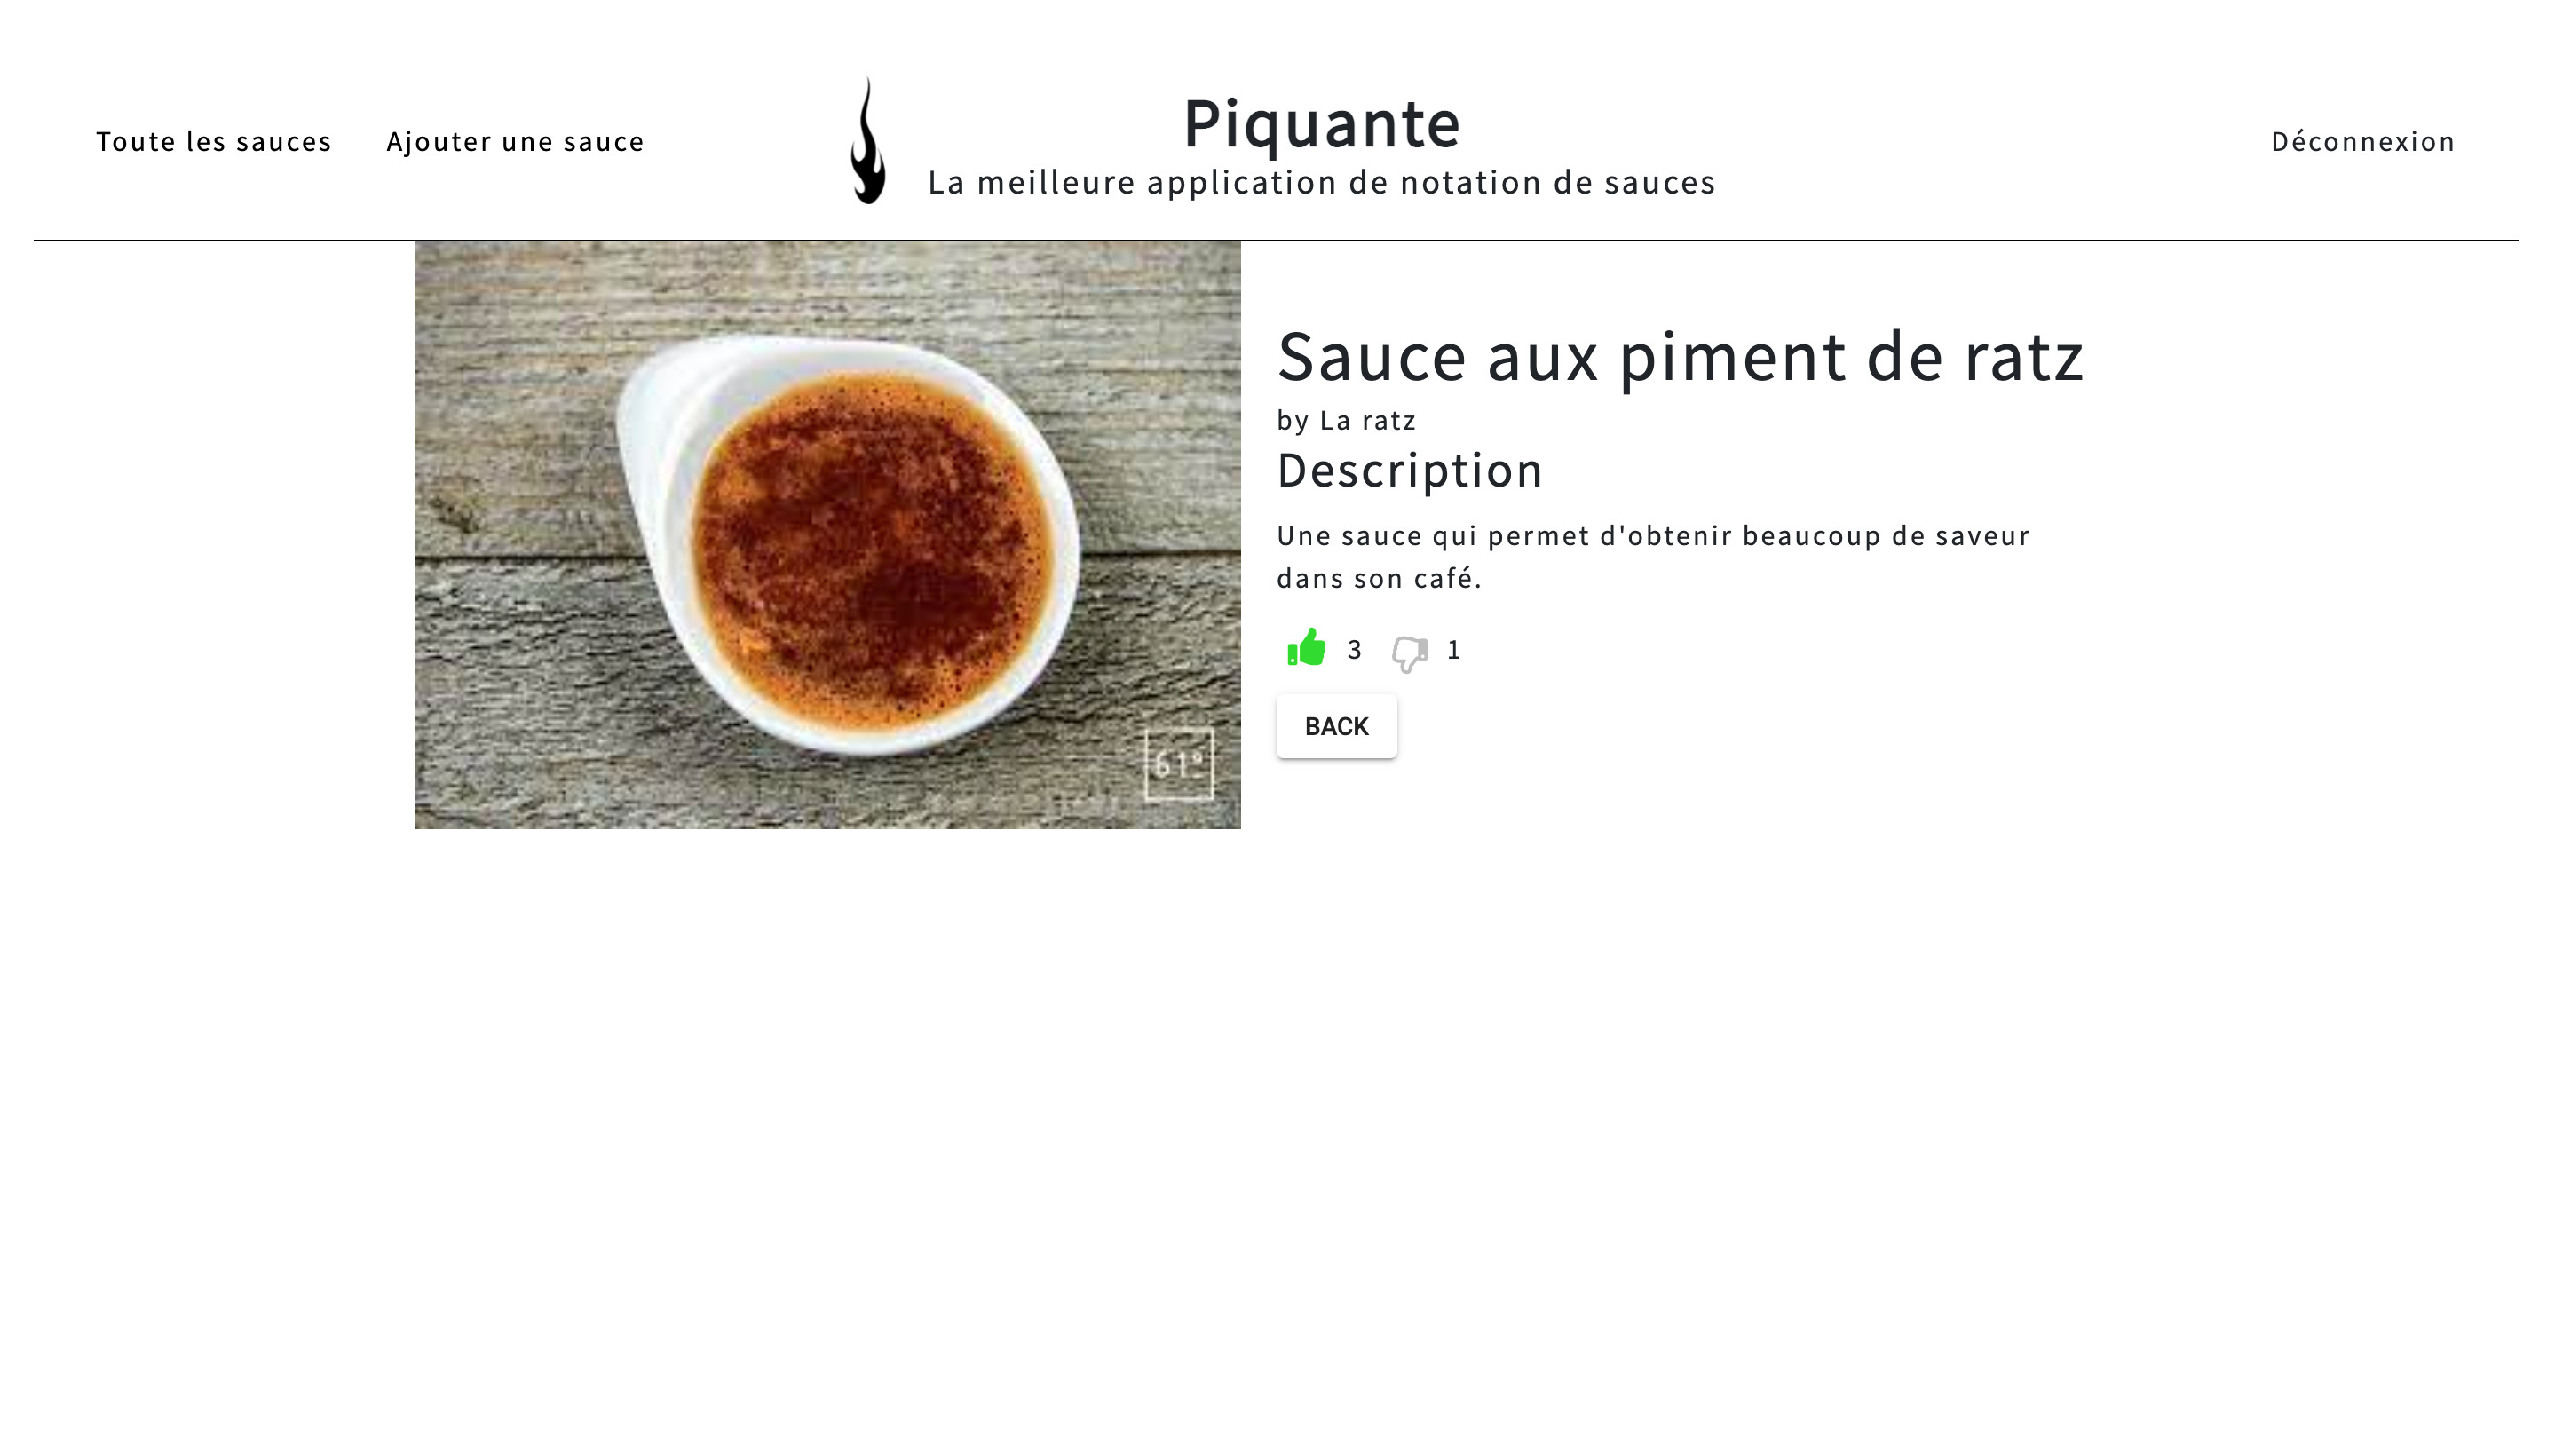 Toute les sauces
Ajouter une sauce
Piquante
La meilleure application de notation de sauces
Déconnexion
Sauce aux piment de ratz
by La ratz
Description
Une sauce qui permet d'obtenir beaucoup de saveur
dans son café.
3
1
BACK
61°